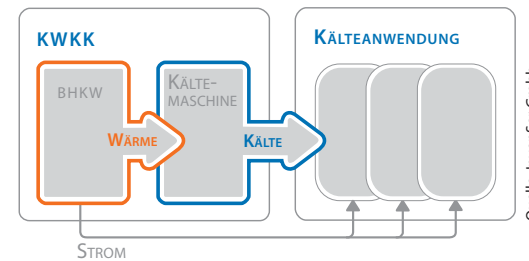 KWKK
KÄLTEANWENDUNG
BHKW
KÄLTE-
MASCHINE
WÄRME
KÄLTE
STROM